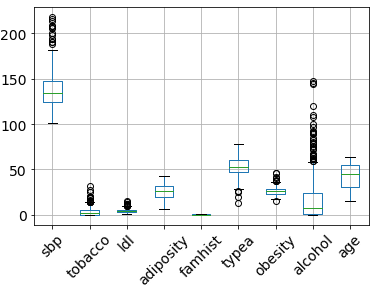 200
150
100
50
0
sbp
tobacco
ldl
adiposity
famhist
typea
obesity
alcohol
age